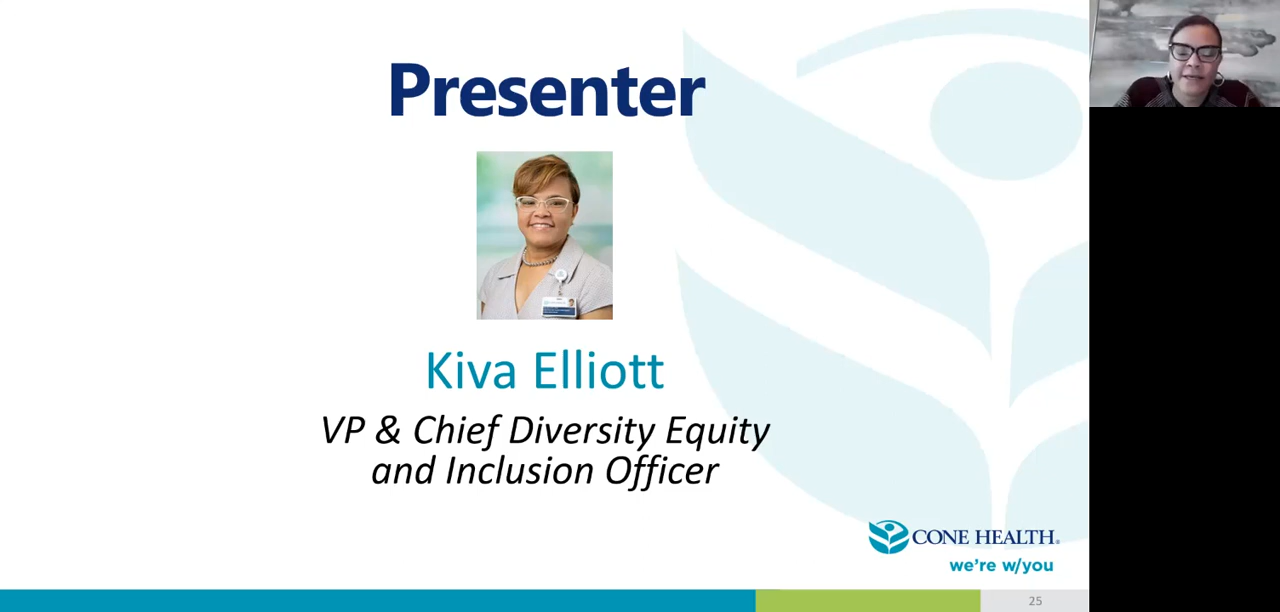 Presenter
Kiva Elliott
VP & Chief Diversity Equity
and Inclusion Officer
CONE HEALTH®
we're w/you
25